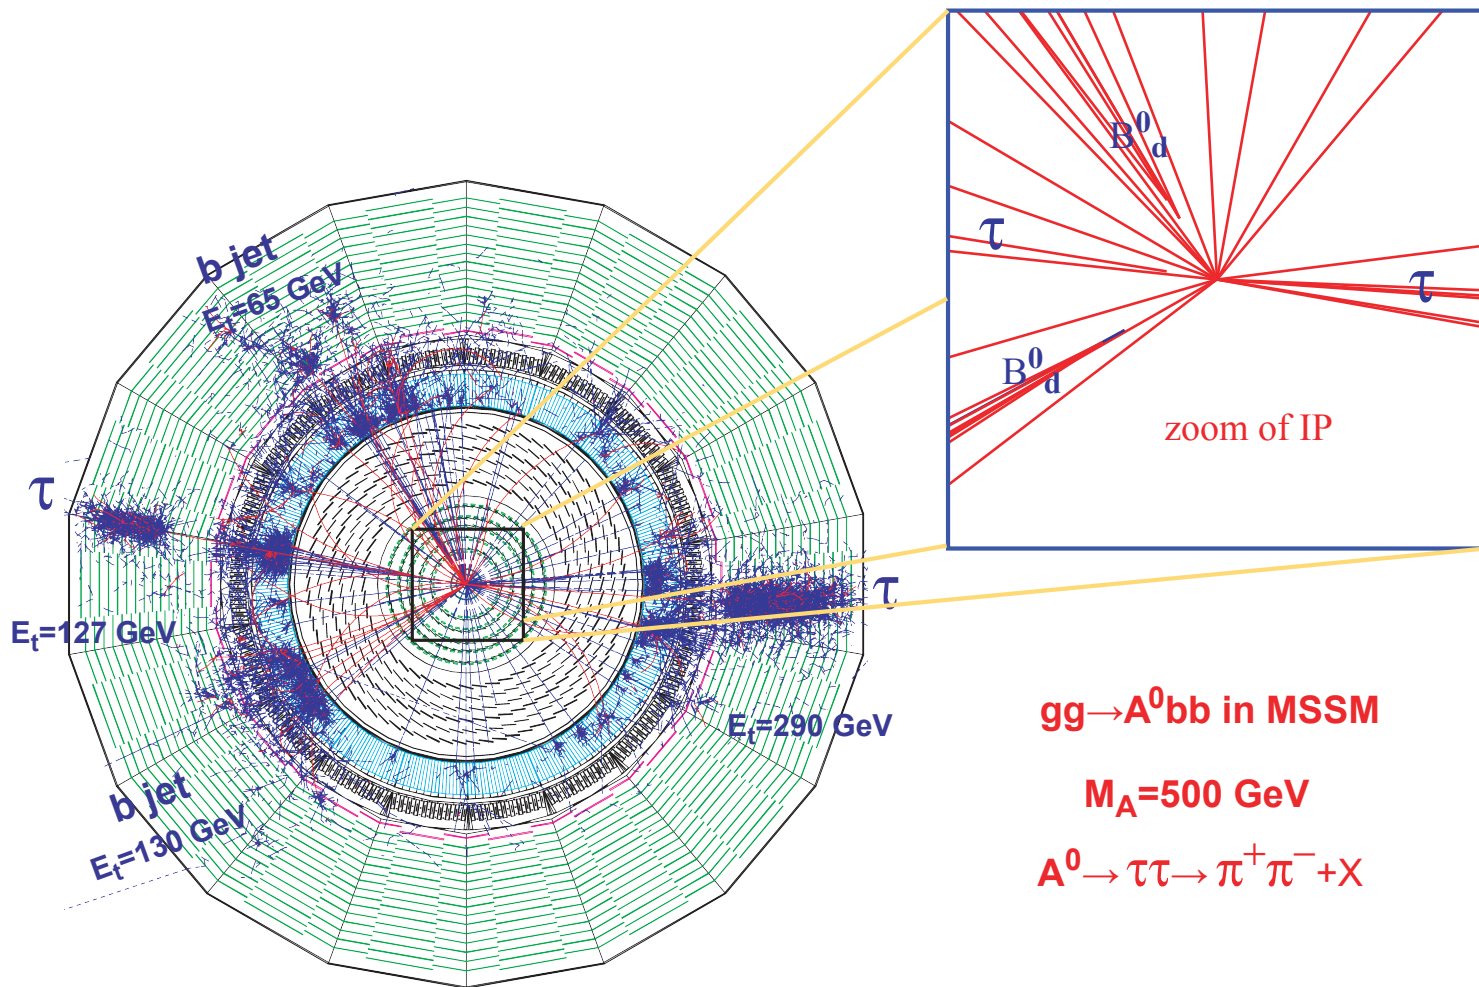 B⁰d
τ
τ
B⁰d
zoom of IP
b jet
Eₜ=65 GeV
τ
τ
Eₜ=127 GeV
Eₜ=290 GeV
b jet
Eₜ=130 GeV
gg→A⁰bb in MSSM
M_A=500 GeV
A⁰→ττ→π⁺π⁻+X